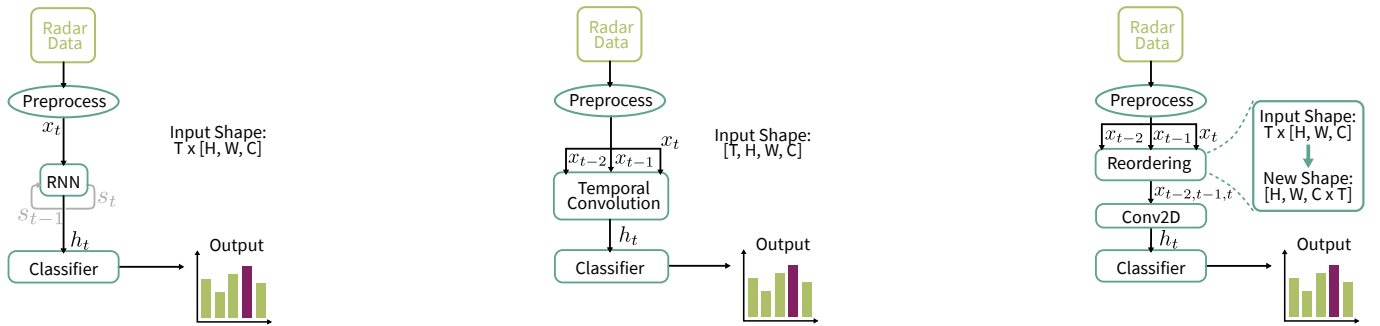 Radar
Data
Preprocess
x_t
Input Shape:
T x [H, W, C]
RNN
s_{t-1}
s_t
h_t
Classifier
Output
Radar
Data
Preprocess
x_{t-2}
x_{t-1}
x_t
Input Shape:
[T, H, W, C]
Temporal
Convolution
h_t
Classifier
Output
Radar
Data
Preprocess
x_{t-2}
x_{t-1}
x_t
Reordering
Input Shape:
T x [H, W, C]
New Shape:
[H, W, C x T]
x_{t-2,t-1,t}
Conv2D
h_t
Classifier
Output